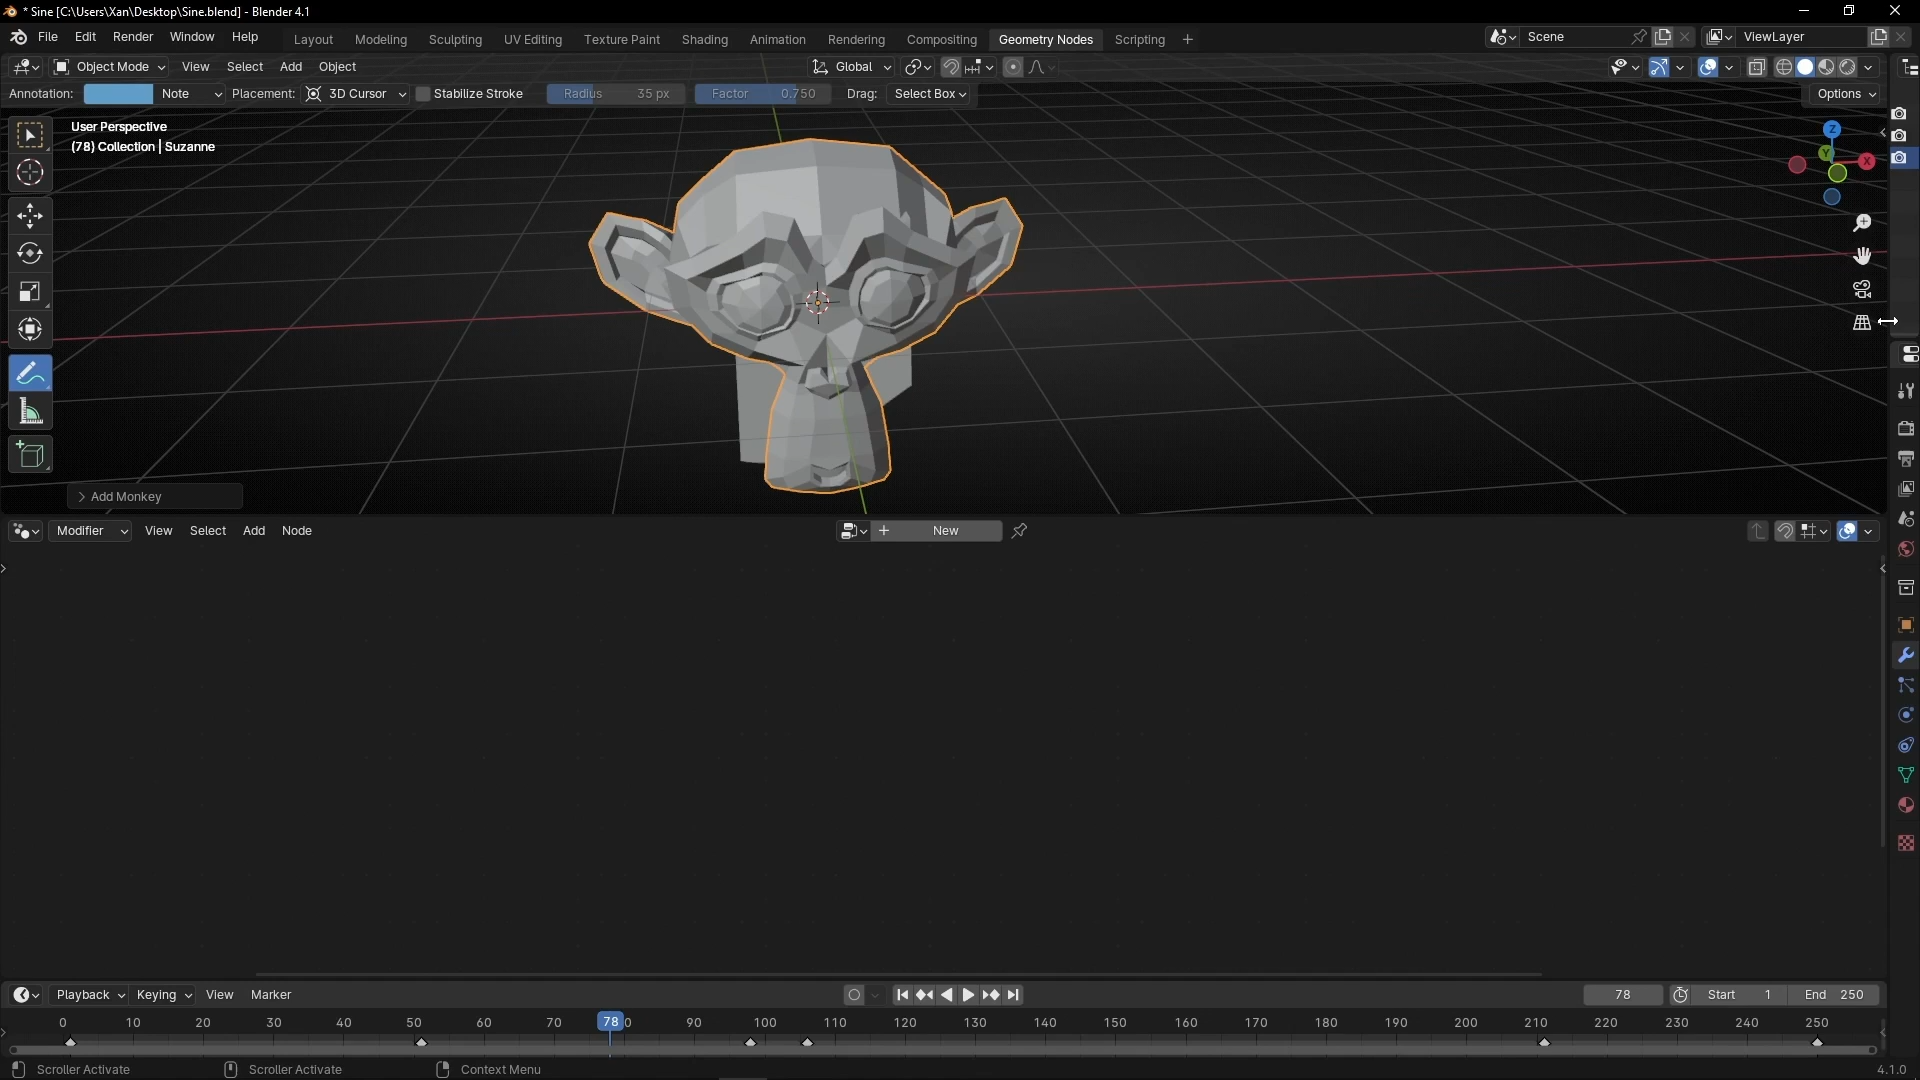 * Sine [C:\Users\Xan\Desktop\Sine.blend] - Blender 4.1
File Edit Render Window Help Layout Modeling Sculpting UV Editing Texture Paint Shading Animation Rendering Compositing Geometry Nodes Scripting + Scene ViewLayer
Object Mode View Select Add Object Global
Annotation: Note Placement: 3D Cursor Stabilize Stroke Radius 35 px Factor 0.750 Drag: Select Box Options
User Perspective
(78) Collection | Suzanne
Z
Y
X
Add Monkey
Modifier View Select Add Node + New
Playback Keying View Marker 78 Start 1 End 250
0 10 20 30 40 50 60 70 78 0 90 100 110 120 130 140 150 160 170 180 190 200 210 220 230 240 250
Scroller Activate Scroller Activate Context Menu 4.1.0